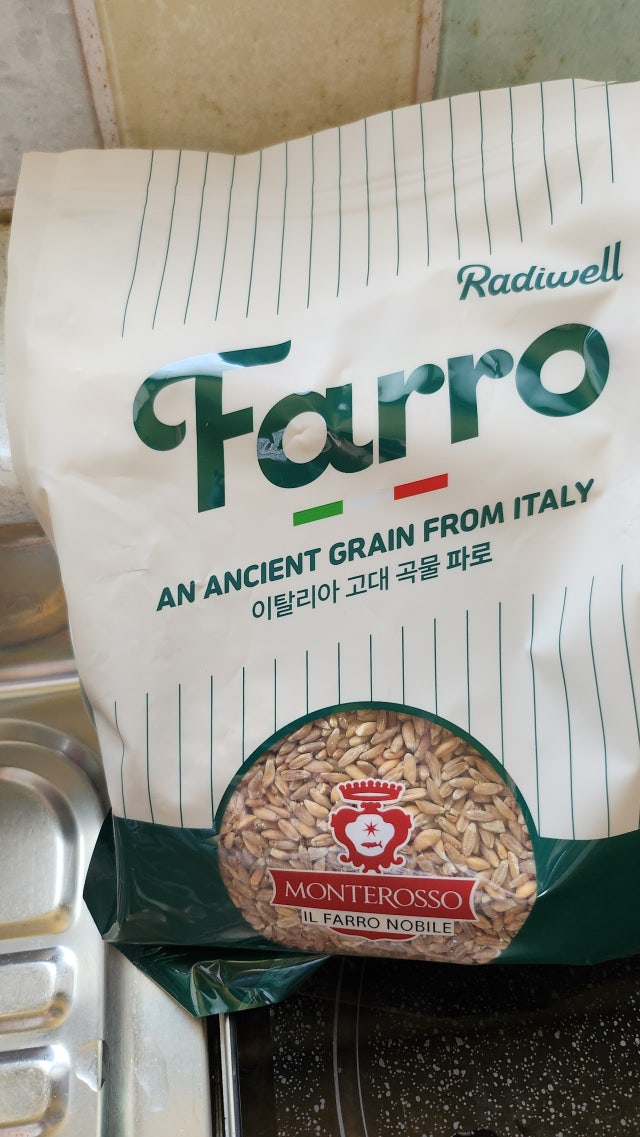 Radiwell
Farro
AN ANCIENT GRAIN FROM ITALY
이탈리아 고대 곡물 파로
MONTEROSSO
IL FARRO NOBILE